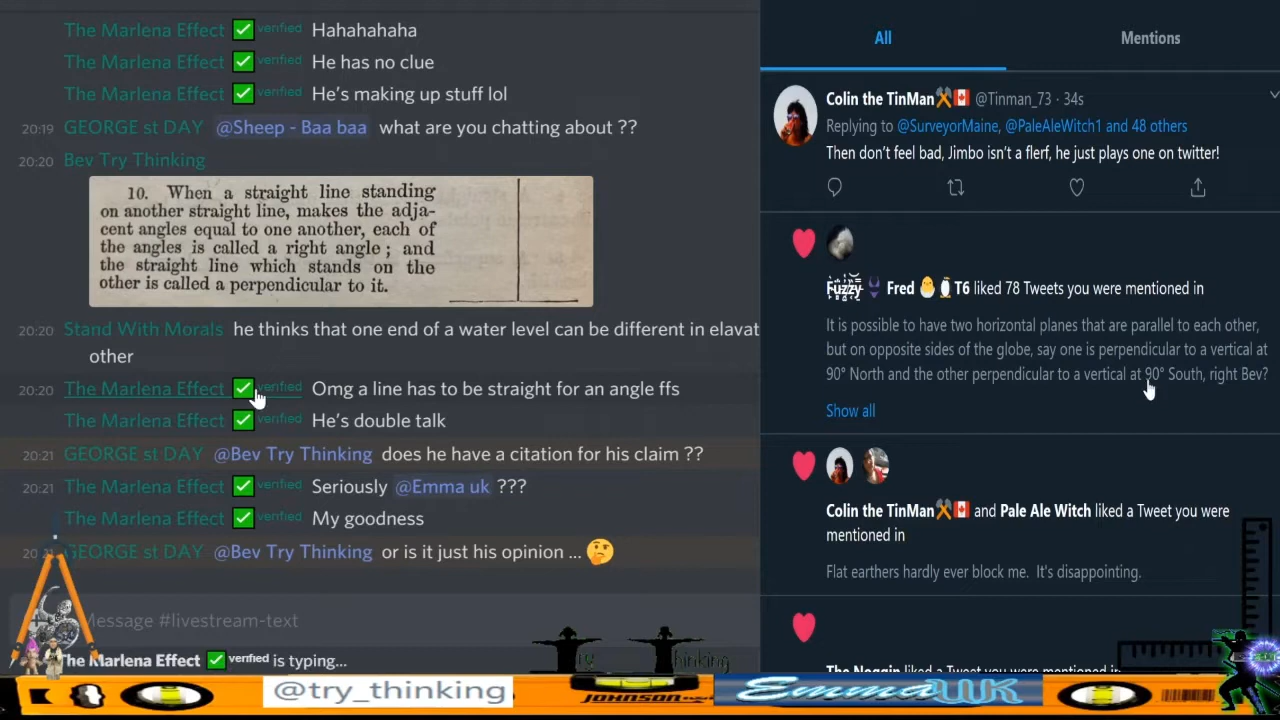 The Marlena Effect ✅ verified Hahahahaha
The Marlena Effect ✅ verified He has no clue
The Marlena Effect ✅ verified He's making up stuff lol
20:19 GEORGE st DAY @Sheep - Baa baa what are you chatting about ??
20:20 Bev Try Thinking
10. When a straight line standing
on another straight line, makes the adja-
cent angles equal to one another, each of
the angles is called a right angle; and
the straight line which stands on the
other is called a perpendicular to it.
20:20 Stand With Morals he thinks that one end of a water level can be different in elavat
other
20:20 The Marlena Effect ✅ verified Omg a line has to be straight for an angle ffs
The Marlena Effect ✅ verified He's double talk
20:21 GEORGE st DAY @Bev Try Thinking does he have a citation for his claim ??
20:21 The Marlena Effect ✅ verified Seriously @Emma uk ???
The Marlena Effect ✅ verified My goodness
GEORGE st DAY @Bev Try Thinking or is it just his opinion ... 🤔
Message #livestream-text
The Marlena Effect ✅ verified is typing...
All
Mentions
Colin the TinMan⚒🇨🇦 @Tinman_73 · 34s
Replying to @SurveyorMaine, @PaleAleWitch1 and 48 others
Then don't feel bad, Jimbo isn't a flerf, he just plays one on twitter!
Fuzzy Fred 🐥🐧 T6 liked 78 Tweets you were mentioned in
It is possible to have two horizontal planes that are parallel to each other,
but on opposite sides of the globe, say one is perpendicular to a vertical at
90° North and the other perpendicular to a vertical at 90° South, right Bev?
Show all
Colin the TinMan⚒🇨🇦 and Pale Ale Witch liked a Tweet you were
mentioned in
Flat earthers hardly ever block me. It's disappointing.
The Noggin liked a Tweet you were mentioned in
@try_thinking
JOHNSON
EmmaUK